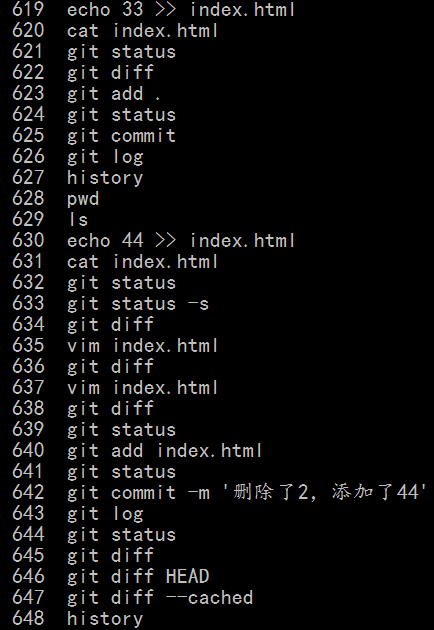 619 echo 33 >> index.html
620 cat index.html
621 git status
622 git diff
623 git add .
624 git status
625 git commit
626 git log
627 history
628 pwd
629 ls
630 echo 44 >> index.html
631 cat index.html
632 git status
633 git status -s
634 git diff
635 vim index.html
636 git diff
637 vim index.html
638 git diff
639 git status
640 git add index.html
641 git status
642 git commit -m '删除了2, 添加了44'
643 git log
644 git status
645 git diff
646 git diff HEAD
647 git diff --cached
648 history